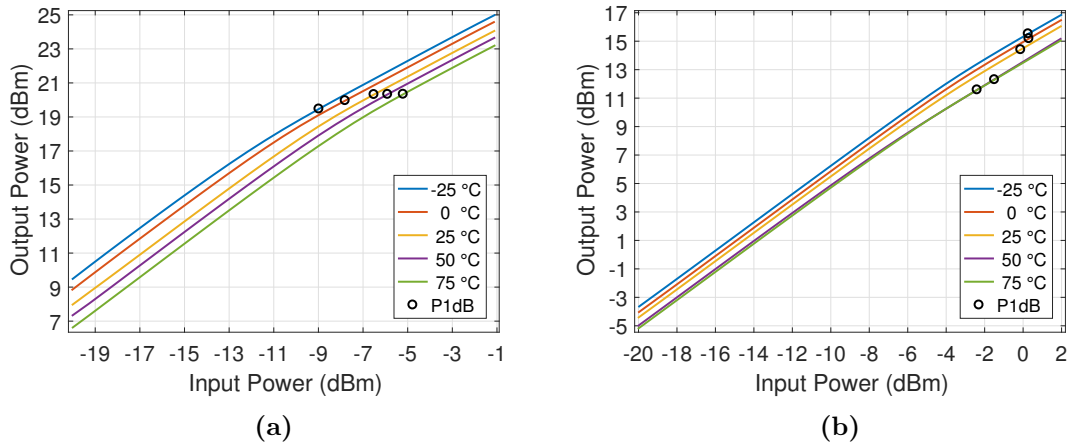 25
23
21
19
17
15
13
11
9
7
Output Power (dBm)
-19 -17 -15 -13 -11 -9 -7 -5 -3 -1
Input Power (dBm)
-25 °C
0 °C
25 °C
50 °C
75 °C
P1dB
(a)
17
15
13
11
9
7
5
3
1
-1
-3
-5
Output Power (dBm)
-20 -18 -16 -14 -12 -10 -8 -6 -4 -2 0 2
Input Power (dBm)
-25 °C
0 °C
25 °C
50 °C
75 °C
P1dB
(b)